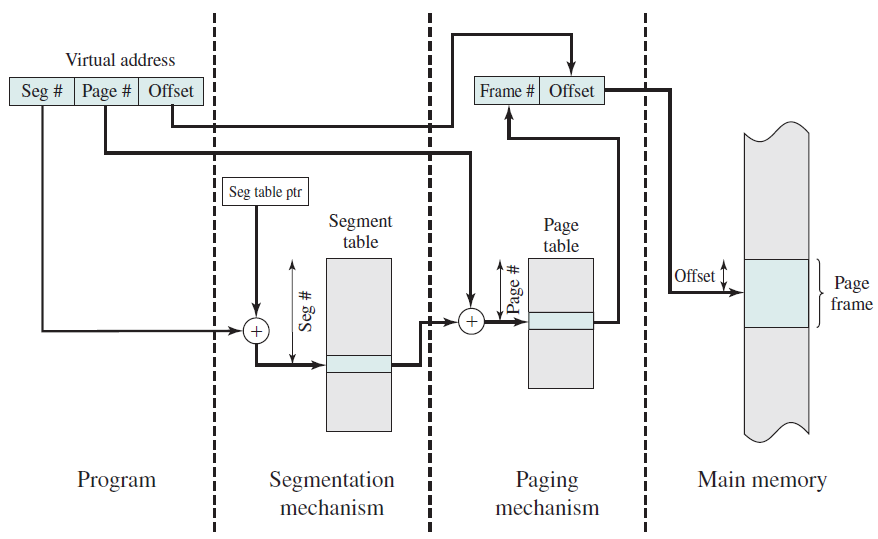 Virtual address
Seg # Page # Offset
Frame # Offset
Seg table ptr
Segment
table
Page
table
Seg #
Page #
Offset
Page
frame
+
+
Program
Segmentation
mechanism
Paging
mechanism
Main memory